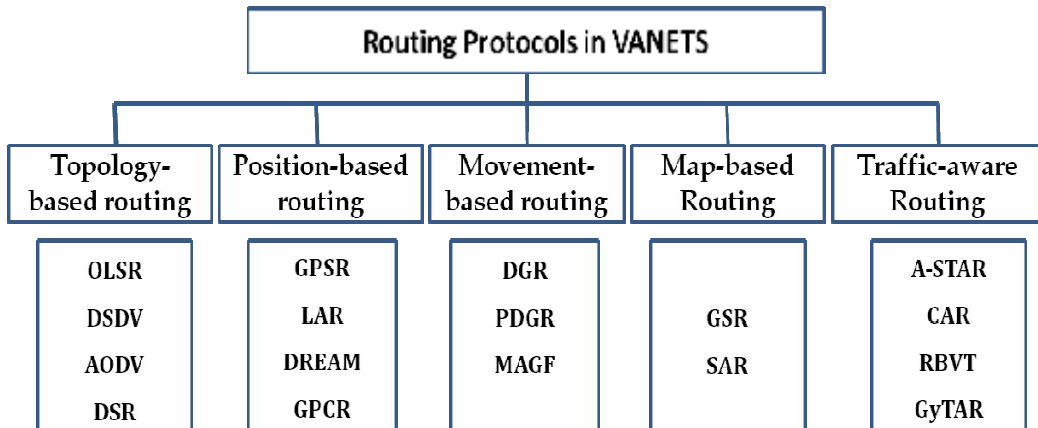 Routing Protocols in VANETS
Topology-
based routing
Position-based
routing
Movement-
based routing
Map-based
Routing
Traffic-aware
Routing
OLSR
DSDV
AODV
DSR
GPSR
LAR
DREAM
GPCR
DGR
PDGR
MAGF
GSR
SAR
A-STAR
CAR
RBVT
GyTAR